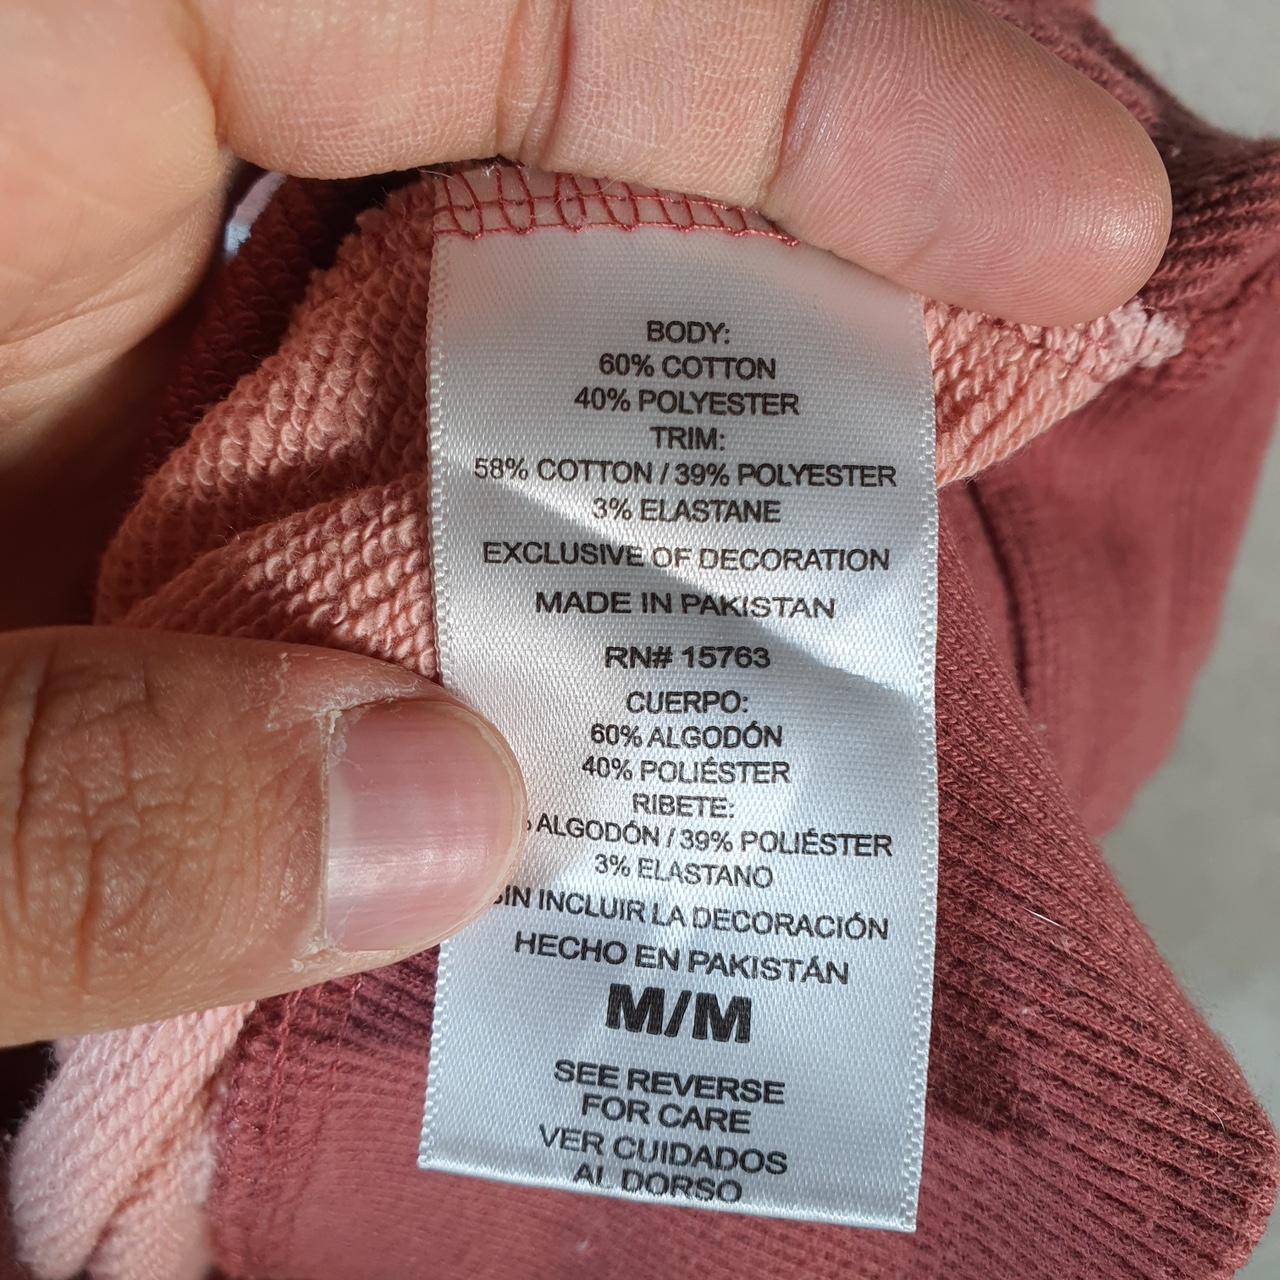 BODY:
60% COTTON
40% POLYESTER
TRIM:
58% COTTON / 39% POLYESTER
3% ELASTANE
EXCLUSIVE OF DECORATION
MADE IN PAKISTAN
RN# 15763
CUERPO:
60% ALGODÓN
40% POLIÉSTER
RIBETE:
ALGODÓN / 39% POLIÉSTER
3% ELASTANO
SIN INCLUIR LA DECORACIÓN
HECHO EN PAKISTÁN
M/M
SEE REVERSE
FOR CARE
VER CUIDADOS
AL DORSO